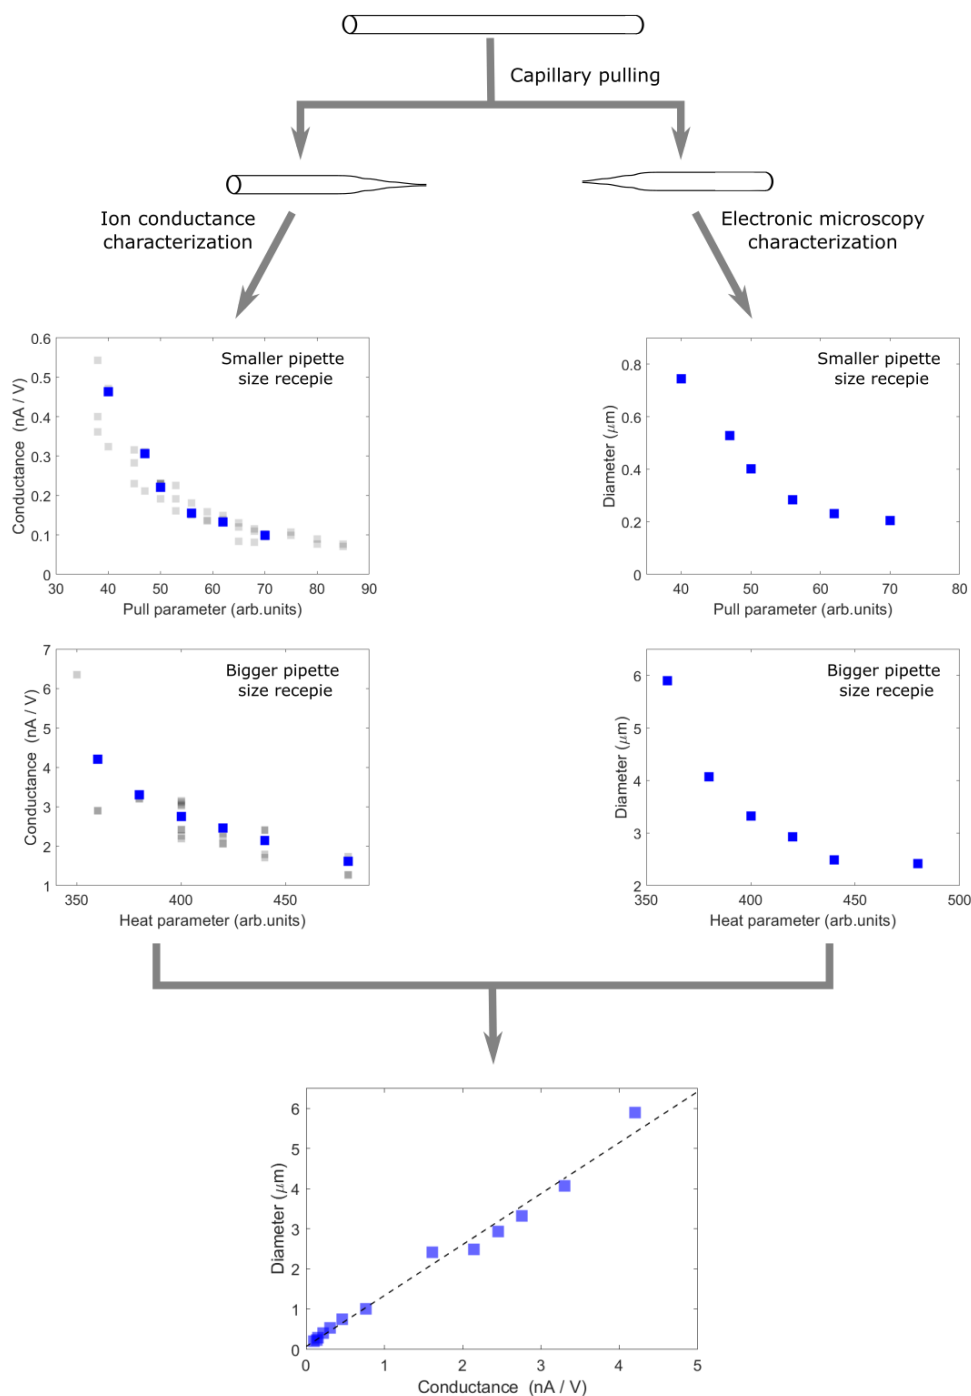 Capillary pulling
Ion conductance
characterization
Electronic microscopy
characterization
Smaller pipette
size recepie
Conductance (nA / V)
0.6
0.5
0.4
0.3
0.2
0.1
0
30 40 50 60 70 80 90
Pull parameter (arb.units)
Smaller pipette
size recepie
Diameter (μm)
0.8
0.6
0.4
0.2
0
40 50 60 70 80
Pull parameter (arb.units)
Bigger pipette
size recepie
Conductance (nA / V)
7
6
5
4
3
2
1
350 400 450
Heat parameter (arb.units)
Bigger pipette
size recepie
Diameter (μm)
6
5
4
3
2
350 400 450 500
Heat parameter (arb.units)
Diameter (μm)
6
5
4
3
2
1
0
0 1 2 3 4 5
Conductance (nA / V)